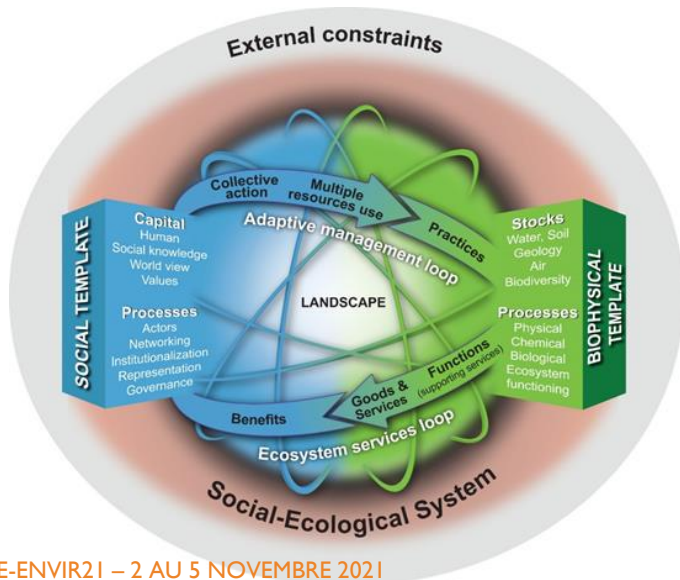 External constraints
Collective
action
Multiple
resources use
Practices
Adaptive management loop
SOCIAL TEMPLATE
Capital
Human
Social knowledge
World view
Values
Processes
Actors
Networking
Institutionalization
Representation
Governance
LANDSCAPE
Stocks
Water, Soil
Geology
Air
Biodiversity
Processes
Physical
Chemical
Biological
Ecosystem
functioning
BIOPHYSICAL
TEMPLATE
Functions
(supporting services)
Goods &
Services
Benefits
Ecosystem services loop
Social-Ecological System
E-ENVIR21 – 2 AU 5 NOVEMBRE 2021